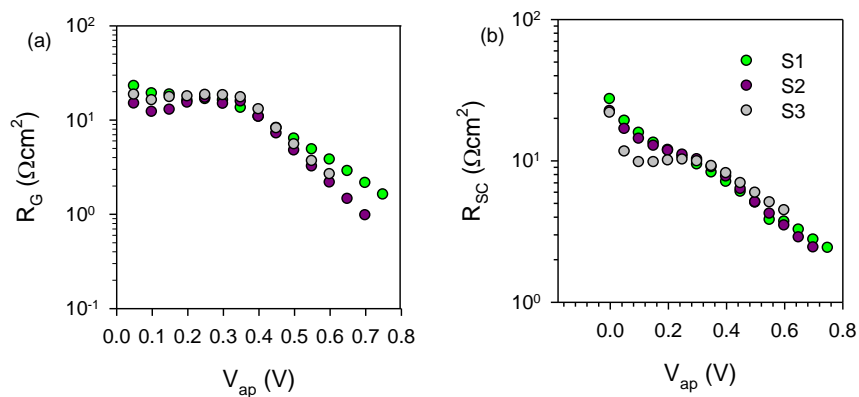 (a)
10²
10¹
10⁰
10⁻¹
R_G (Ωcm²)
0.0 0.1 0.2 0.3 0.4 0.5 0.6 0.7 0.8
V_ap (V)
(b)
10²
10¹
10⁰
R_SC (Ωcm²)
0.0 0.2 0.4 0.6 0.8
V_ap (V)
S1
S2
S3